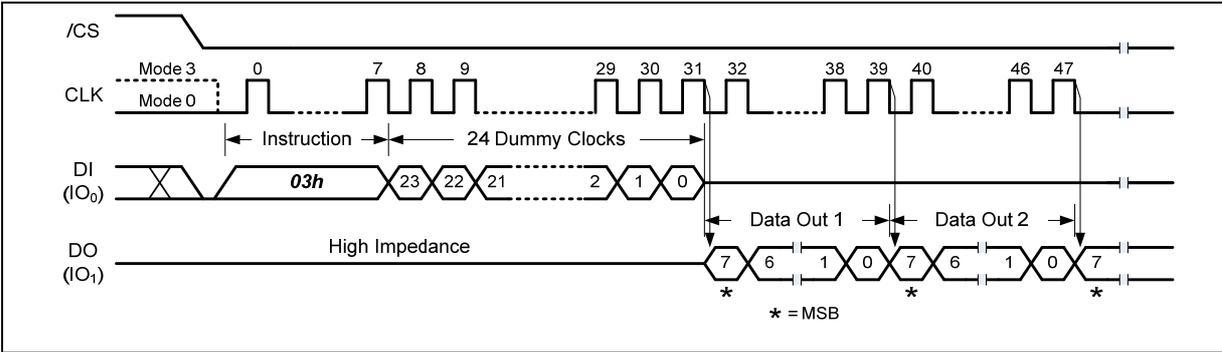 /CS
Mode 3 0 7 8 9 29 30 31 32 38 39 40 46 47
CLK
Mode 0
Instruction 24 Dummy Clocks
DI
(IO₀)
03h 23 22 21 2 1 0
Data Out 1 Data Out 2
DO
(IO₁)
High Impedance 7 6 1 0 7 6 1 0 7
* * *
* = MSB